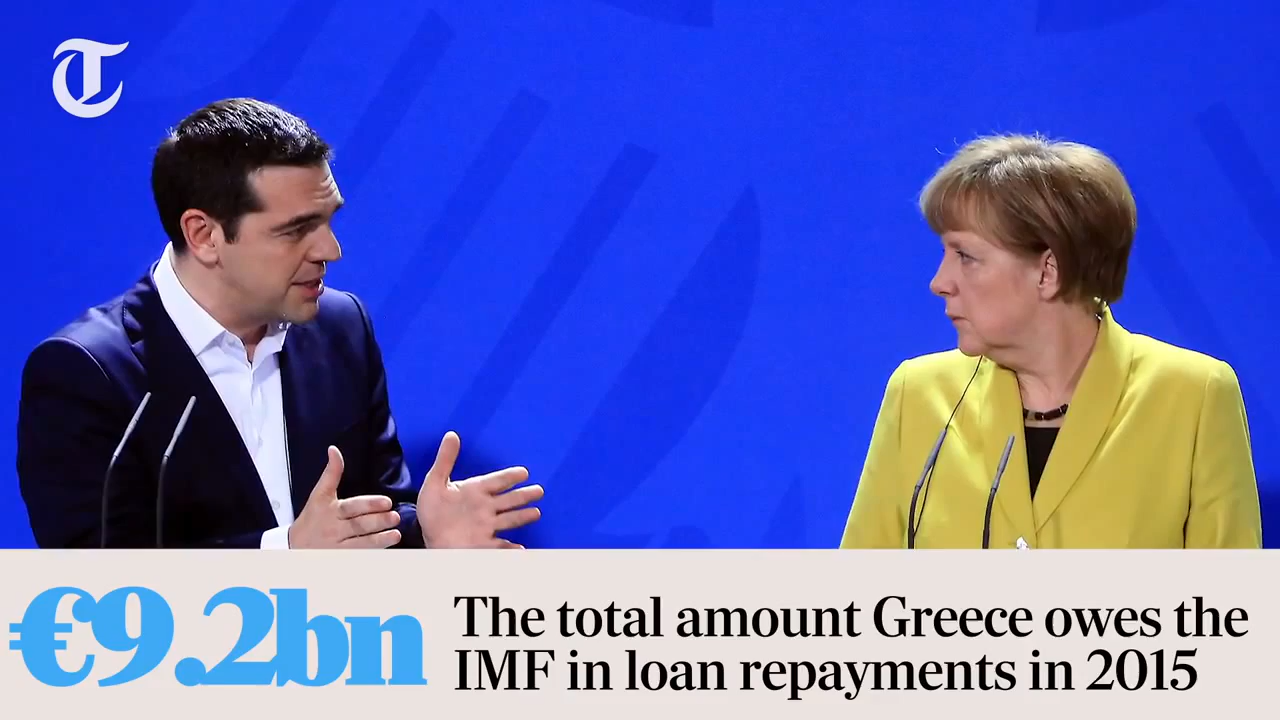 T
€9.2bn
The total amount Greece owes the
IMF in loan repayments in 2015